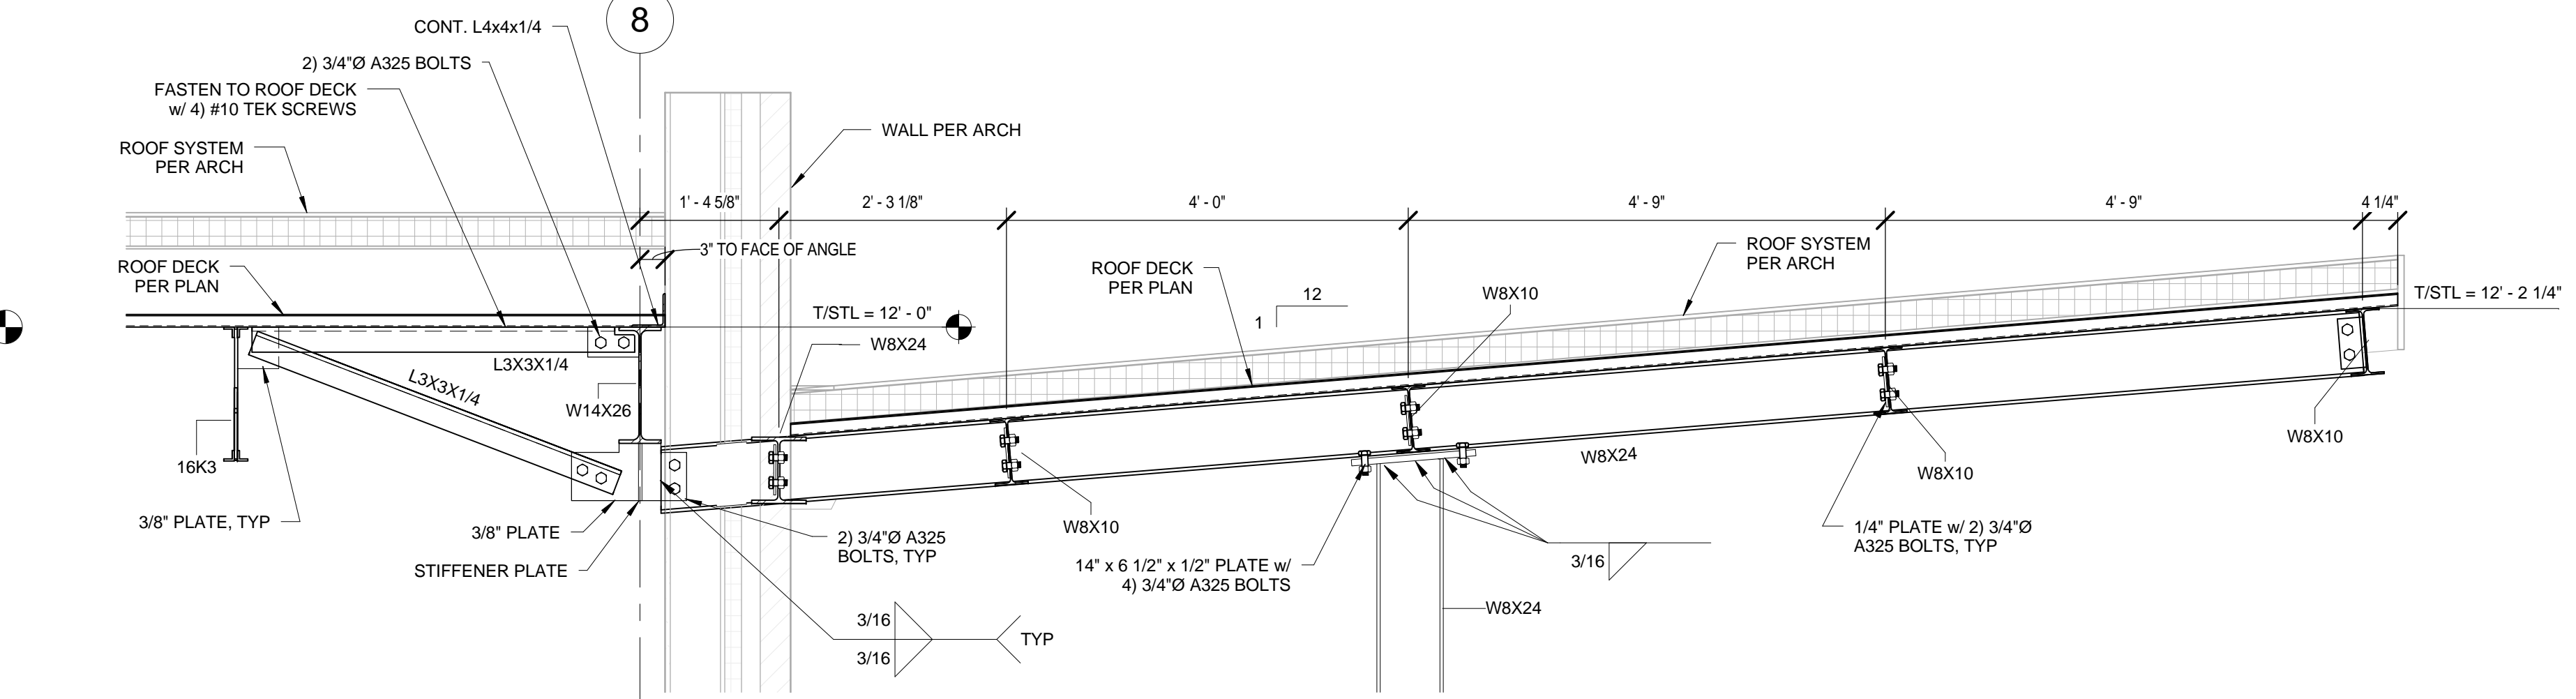 8
CONT. L4x4x1/4
2) 3/4"Ø A325 BOLTS
FASTEN TO ROOF DECK
w/ 4) #10 TEK SCREWS
ROOF SYSTEM
PER ARCH
ROOF DECK
PER PLAN
WALL PER ARCH
1' - 4 5/8"
2' - 3 1/8"
4' - 0"
4' - 9"
4' - 9"
4 1/4"
3" TO FACE OF ANGLE
ROOF DECK
PER PLAN
ROOF SYSTEM
PER ARCH
12
1
W8X10
T/STL = 12' - 2 1/4"
T/STL = 12' - 0"
W8X24
L3X3X1/4
L3X3X1/4
W14X26
16K3
3/8" PLATE, TYP
3/8" PLATE
STIFFENER PLATE
2) 3/4"Ø A325
BOLTS, TYP
W8X10
14" x 6 1/2" x 1/2" PLATE w/
4) 3/4"Ø A325 BOLTS
W8X24
W8X10
W8X10
1/4" PLATE w/ 2) 3/4"Ø
A325 BOLTS, TYP
3/16
W8X24
3/16
3/16
TYP